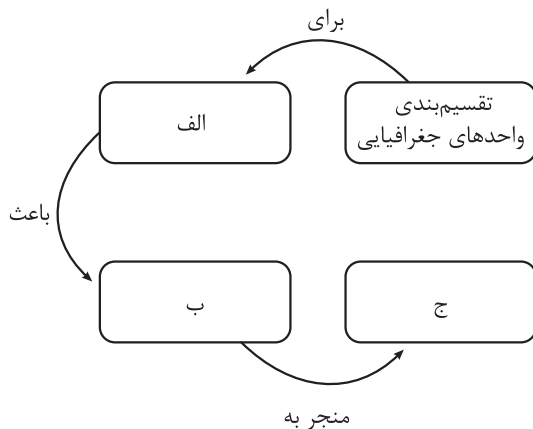 برای
تقسیم‌بندی
واحدهای جغرافیایی
الف
باعث
ب
منجر به
ج